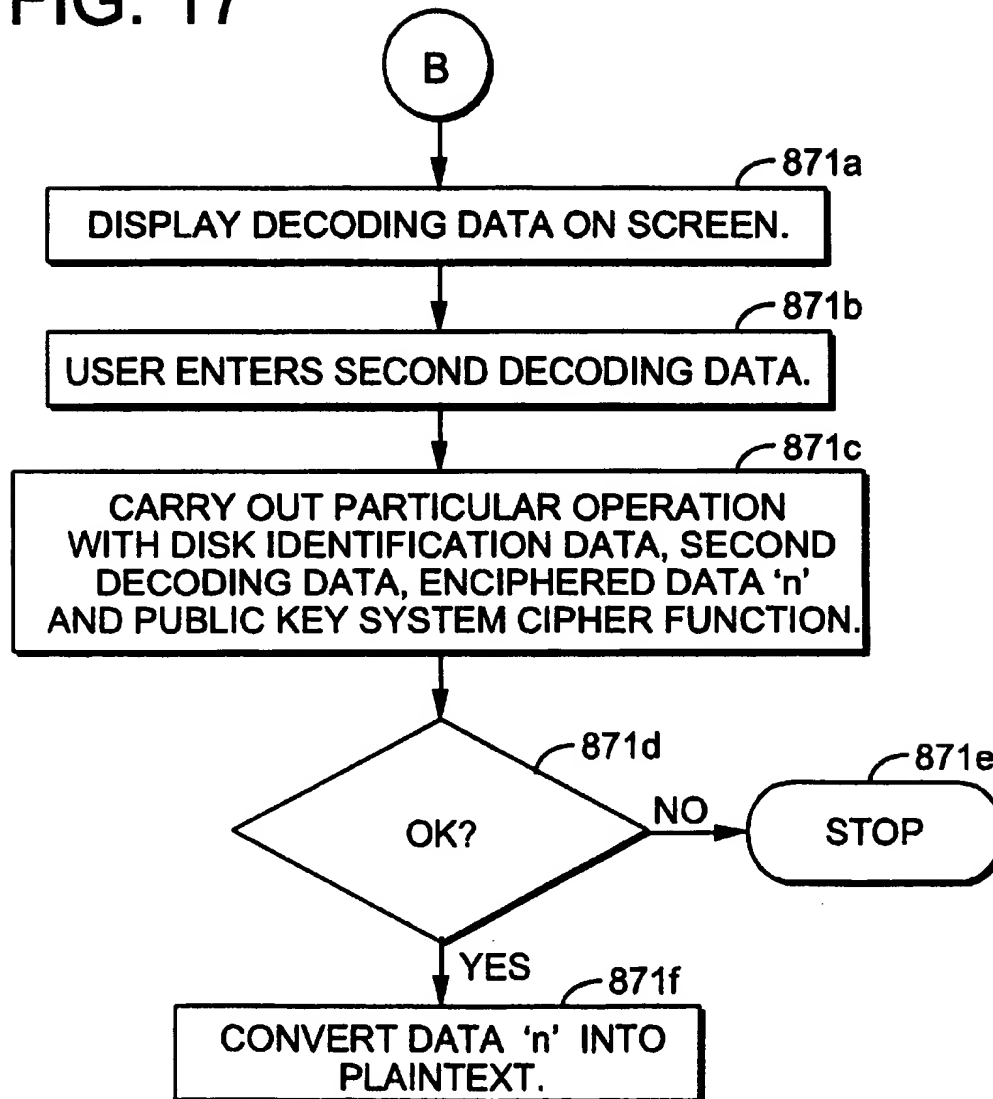 FIG. 17
B
871a
DISPLAY DECODING DATA ON SCREEN.
871b
USER ENTERS SECOND DECODING DATA.
871c
CARRY OUT PARTICULAR OPERATION
WITH DISK IDENTIFICATION DATA, SECOND
DECODING DATA, ENCIPHERED DATA ‘n’
AND PUBLIC KEY SYSTEM CIPHER FUNCTION.
871d
OK?
NO
871e
STOP
YES
871f
CONVERT DATA ‘n’ INTO
PLAINTEXT.